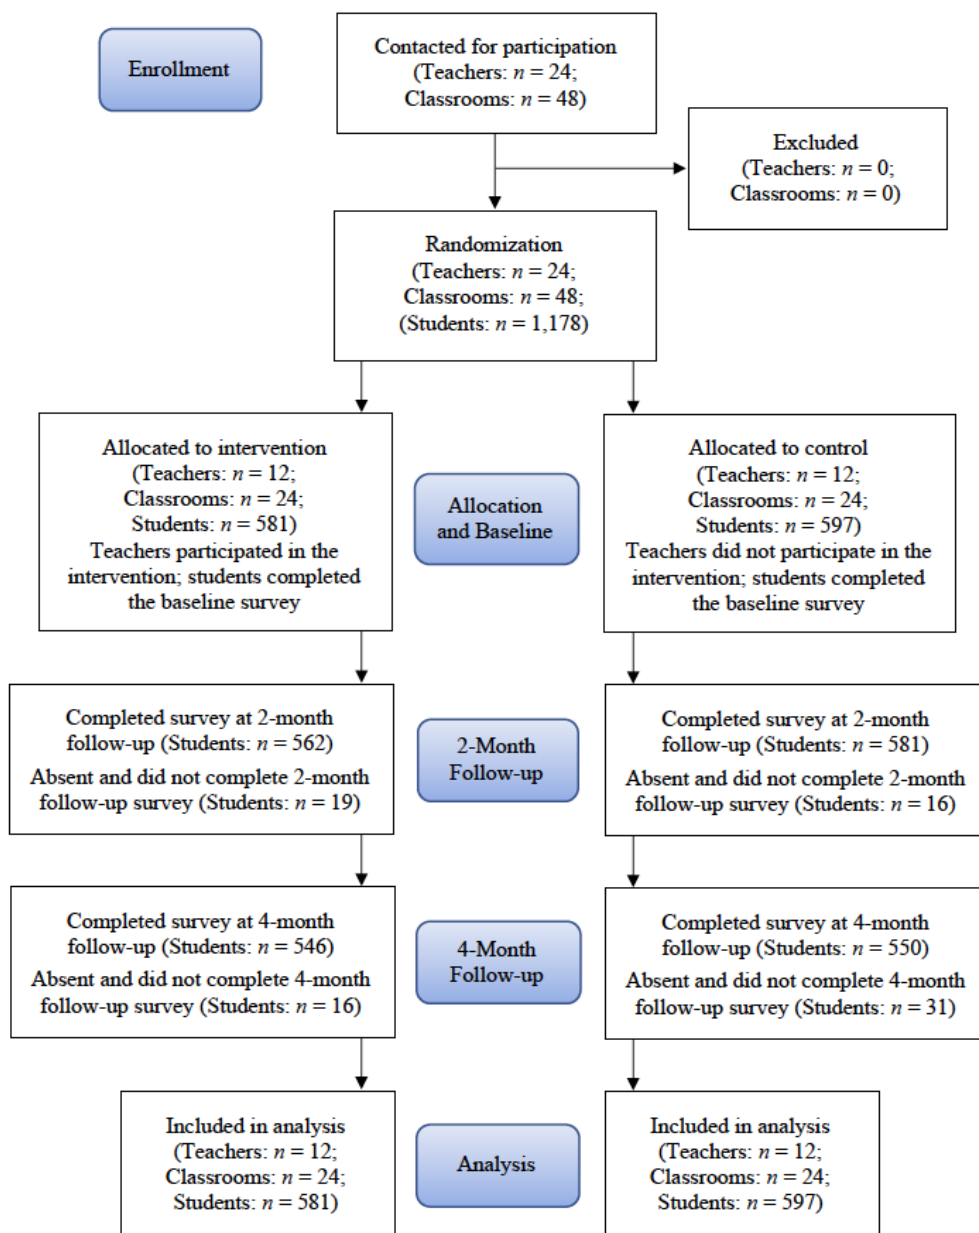 Enrollment
Contacted for participation
(Teachers: n = 24;
Classrooms: n = 48)
Excluded
(Teachers: n = 0;
Classrooms: n = 0)
Randomization
(Teachers: n = 24;
Classrooms: n = 48;
(Students: n = 1,178)
Allocated to intervention
(Teachers: n = 12;
Classrooms: n = 24;
Students: n = 581)
Teachers participated in the
intervention; students completed
the baseline survey
Allocation
and Baseline
Allocated to control
(Teachers: n = 12;
Classrooms: n = 24;
Students: n = 597)
Teachers did not participate in the
intervention; students completed
the baseline survey
Completed survey at 2-month
follow-up (Students: n = 562)
Absent and did not complete 2-month
follow-up survey (Students: n = 19)
2-Month
Follow-up
Completed survey at 2-month
follow-up (Students: n = 581)
Absent and did not complete 2-month
follow-up survey (Students: n = 16)
Completed survey at 4-month
follow-up (Students: n = 546)
Absent and did not complete 4-month
follow-up survey (Students: n = 16)
4-Month
Follow-up
Completed survey at 4-month
follow-up (Students: n = 550)
Absent and did not complete 4-month
follow-up survey (Students: n = 31)
Included in analysis
(Teachers: n = 12;
Classrooms: n = 24;
Students: n = 581)
Analysis
Included in analysis
(Teachers: n = 12;
Classrooms: n = 24;
Students: n = 597)